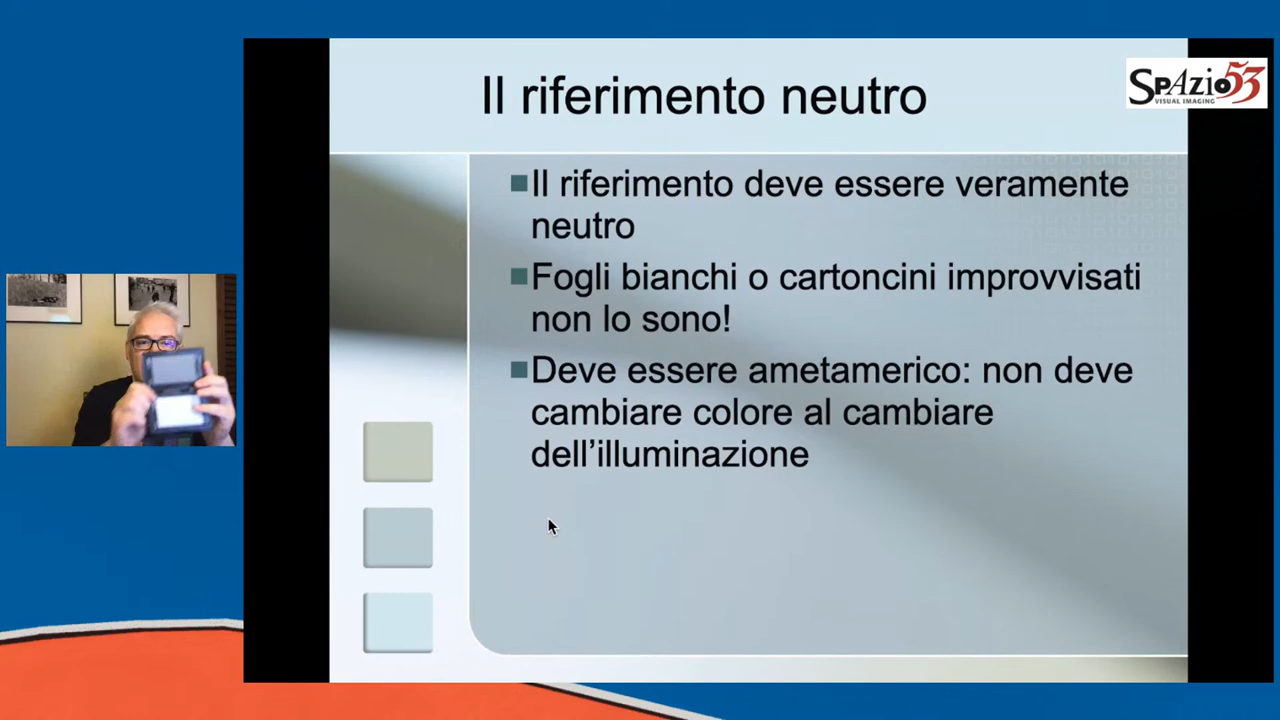 Il riferimento neutro
SPAZIO53
VISUAL IMAGING
Il riferimento deve essere veramente
neutro
Fogli bianchi o cartoncini improvvisati
non lo sono!
Deve essere ametamerico: non deve
cambiare colore al cambiare
dell’illuminazione